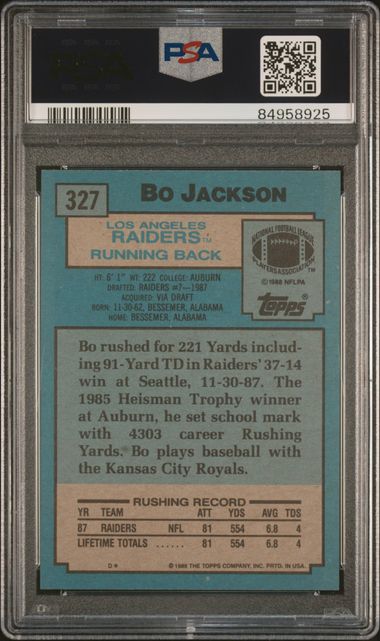 PSA
84958925
327
BO JACKSON
LOS ANGELES
RAIDERS™
RUNNING BACK
NATIONAL FOOTBALL LEAGUE
PLAYERS ASSOCIATION
© 1988 NFLPA
topps
HT: 6' 1" WT: 222 COLLEGE: AUBURN
DRAFTED: RAIDERS #7—1987
ACQUIRED: VIA DRAFT
BORN: 11-30-62, BESSEMER, ALABAMA
HOME: BESSEMER, ALABAMA
Bo rushed for 221 Yards includ-
ing 91-Yard TD in Raiders' 37-14
win at Seattle, 11-30-87. The
1985 Heisman Trophy winner
at Auburn, he set school mark
with 4303 career Rushing
Yards. Bo plays baseball with
the Kansas City Royals.
RUSHING RECORD
YR TEAM ATT YDS AVG TDS
87 RAIDERS NFL 81 554 6.8 4
LIFETIME TOTALS ...... 81 554 6.8 4
D* © 1988 THE TOPPS COMPANY, INC. PRTD. IN USA.